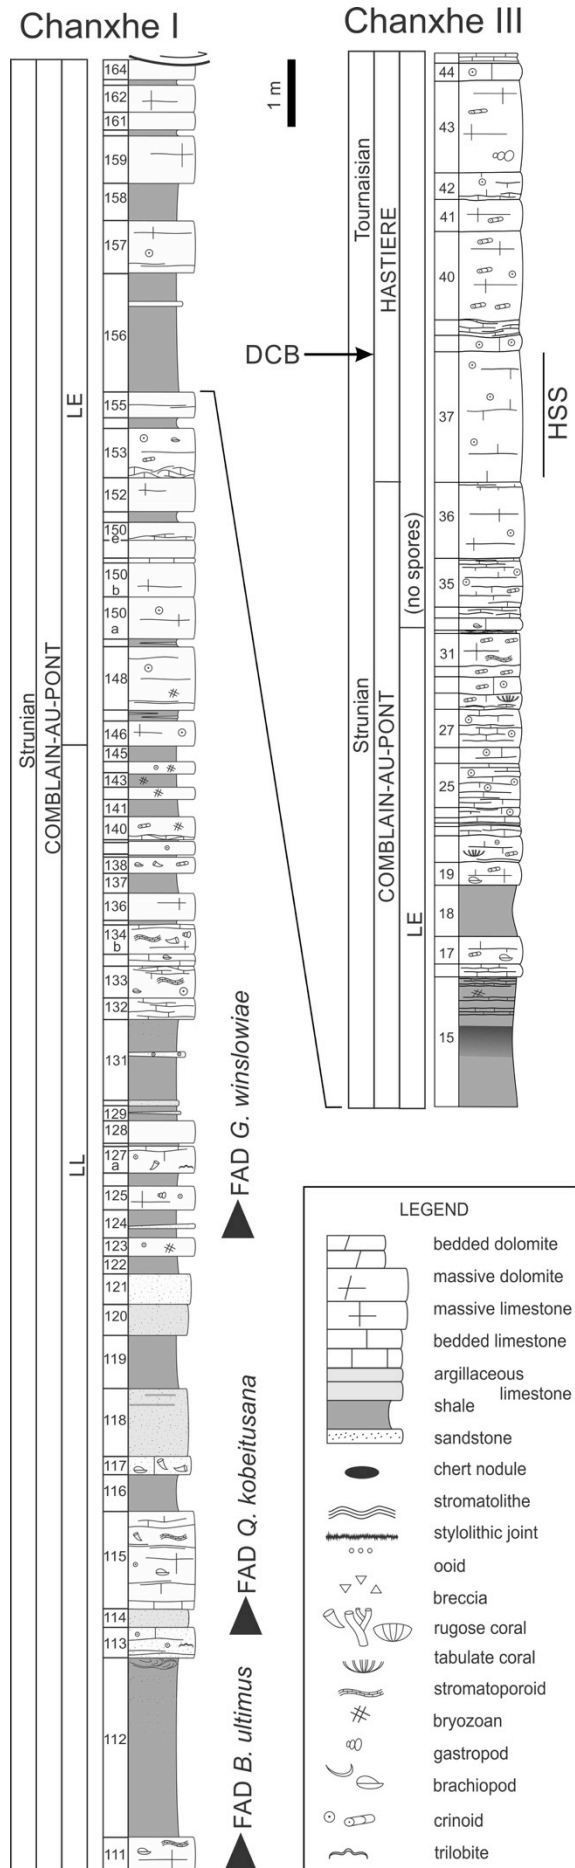 Chanxhe I
Chanxhe III
1 m
Strunian
COMBLAIN-AU-PONT
LE
LL
164
162
161
159
158
157
156
155
153
152
150
e
150
b
150
a
148
146
145
143
141
140
138
137
136
134
b
133
132
131
129
128
127
a
125
124
123
122
121
120
119
118
117
116
115
114
113
112
111
FAD G. winslowiae
FAD Q. kobeitusana
FAD B. ultimus
DCB
Tournaisian
HASTIERE
Strunian
COMBLAIN-AU-PONT
(no spores)
LE
HSS
44
43
42
41
40
37
36
35
31
27
25
19
18
17
15
LEGEND
bedded dolomite
massive dolomite
massive limestone
bedded limestone
argillaceous
limestone
shale
sandstone
chert nodule
stromatolithe
stylolithic joint
ooid
breccia
rugose coral
tabulate coral
stromatoporoid
bryozoan
gastropod
brachiopod
crinoid
trilobite